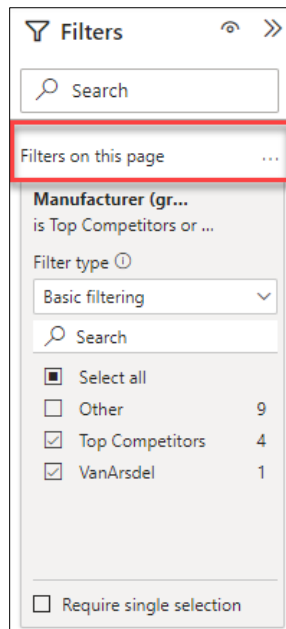 Filters
Search
Filters on this page ...
Manufacturer (gr...
is Top Competitors or ...
Filter type
Basic filtering
Search
Select all
Other 9
Top Competitors 4
VanArsdel 1
Require single selection